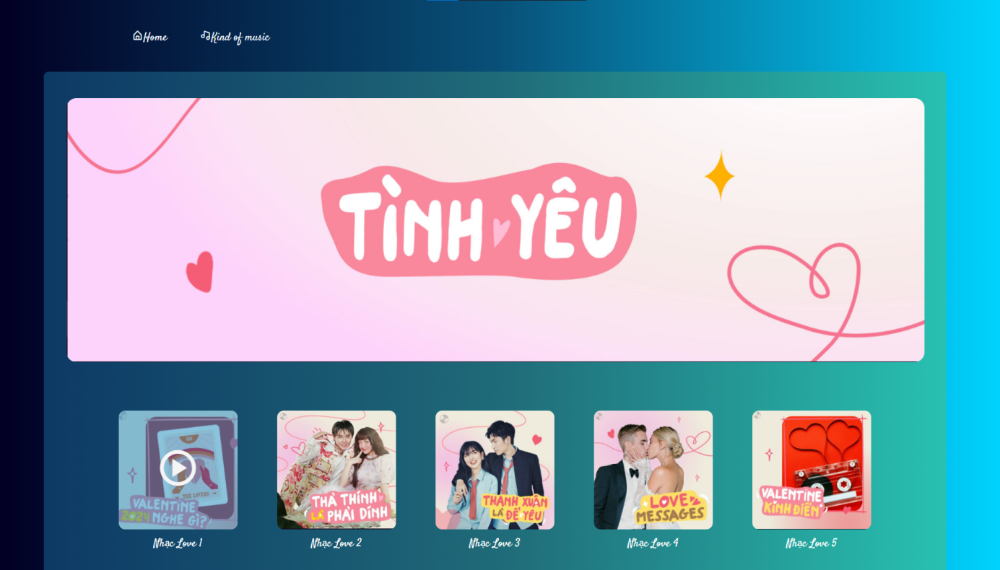 Home
Kind of music
TÌNH YÊU
THE LOVERS
VALENTINE
2024 NGHE GÌ?
THẢ THÍNH
LÀ PHẢI DÍNH
THANH XUÂN
LÀ ĐỂ YÊU
LOVE
MESSAGES
VALENTINE
KINH ĐIỂN
Nhạc Love 1
Nhạc Love 2
Nhạc Love 3
Nhạc Love 4
Nhạc Love 5